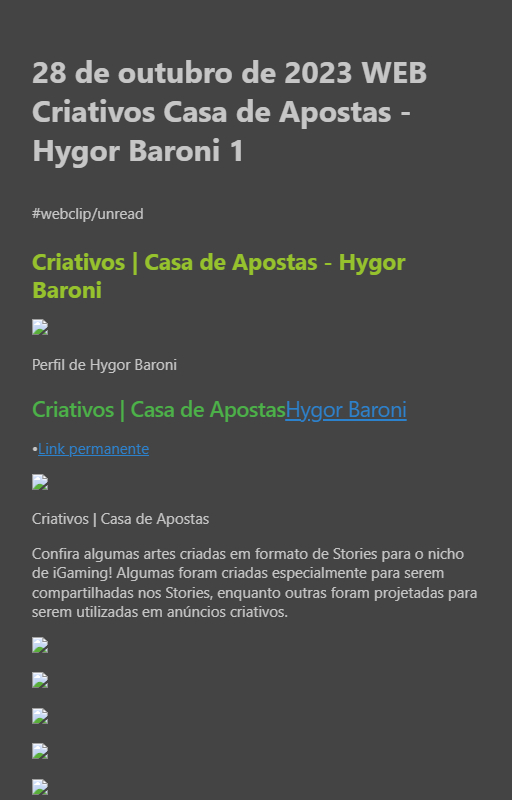 28 de outubro de 2023 WEB
Criativos Casa de Apostas -
Hygor Baroni 1
#webclip/unread
Criativos | Casa de Apostas - Hygor
Baroni
Perfil de Hygor Baroni
Criativos | Casa de ApostasHygor Baroni
•Link permanente
Criativos | Casa de Apostas
Confira algumas artes criadas em formato de Stories para o nicho
de iGaming! Algumas foram criadas especialmente para serem
compartilhadas nos Stories, enquanto outras foram projetadas para
serem utilizadas em anúncios criativos.